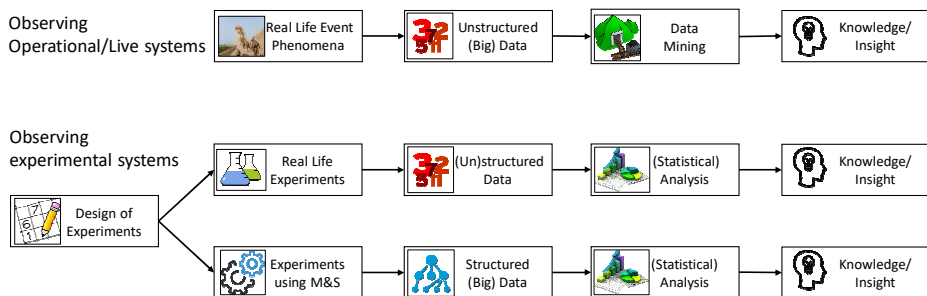 Observing
Operational/Live systems
Real Life Event
Phenomena
Unstructured
(Big) Data
Data
Mining
Knowledge/
Insight
Observing
experimental systems
Real Life
Experiments
(Un)structured
Data
(Statistical)
Analysis
Knowledge/
Insight
Design of
Experiments
Experiments
using M&S
Structured
(Big) Data
(Statistical)
Analysis
Knowledge/
Insight